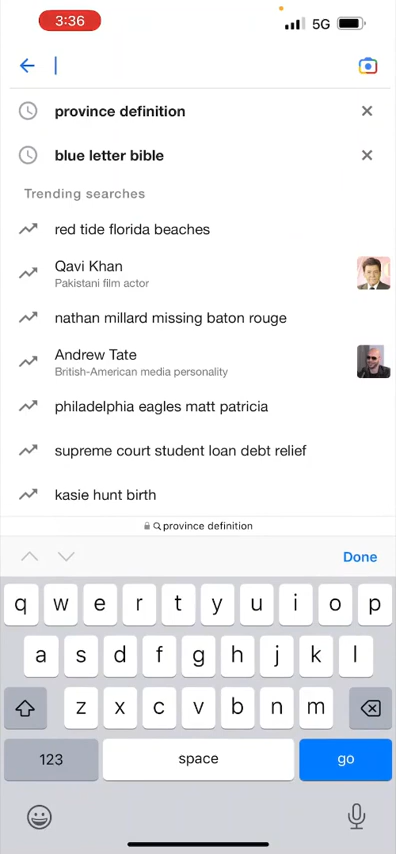 3:36
5G
province definition
blue letter bible
Trending searches
red tide florida beaches
Qavi Khan
Pakistani film actor
nathan millard missing baton rouge
Andrew Tate
British-American media personality
philadelphia eagles matt patricia
supreme court student loan debt relief
kasie hunt birth
province definition
Done
q w e r t y u i o p
a s d f g h j k l
z x c v b n m
123 space go